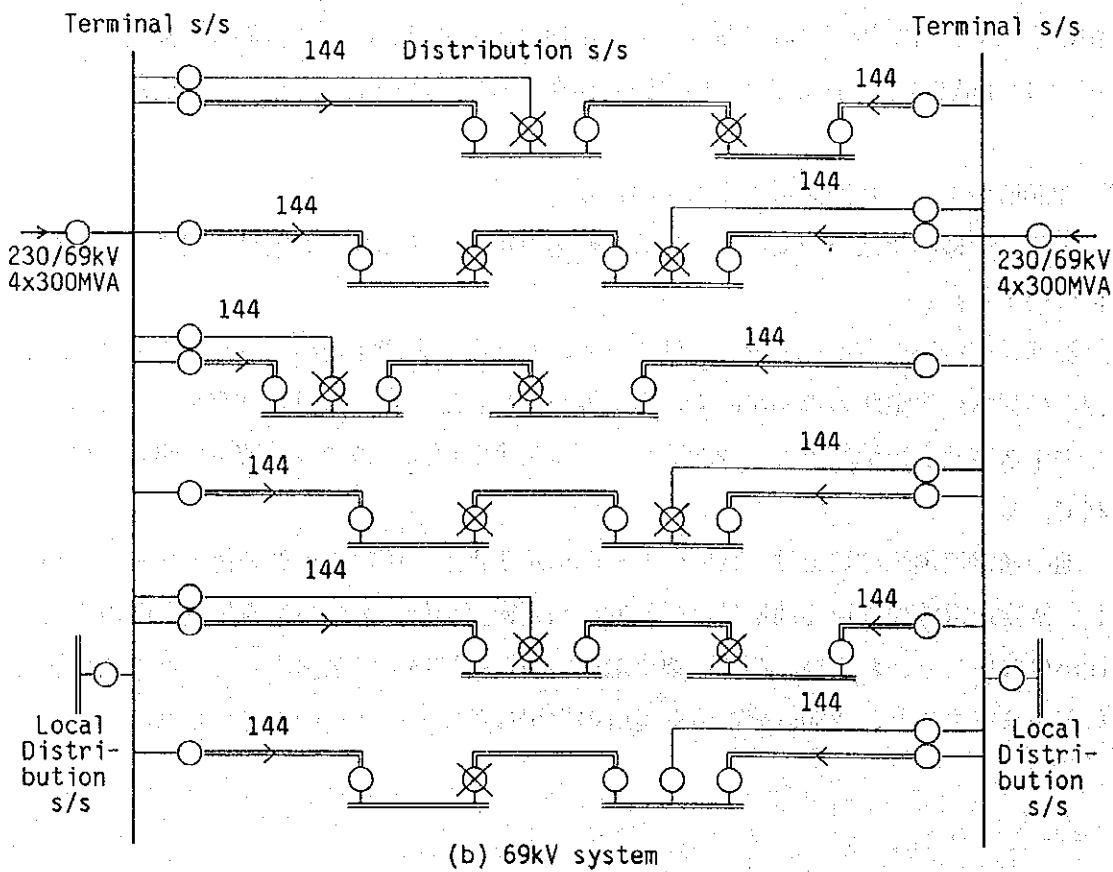 Terminal s/s
Terminal s/s
144
Distribution s/s
144
144
144
230/69kV
4x300MVA
230/69kV
4x300MVA
144
144
144
144
144
144
144
144
Local
Distri-
bution
s/s
Local
Distri-
bution
s/s
(b) 69kV system